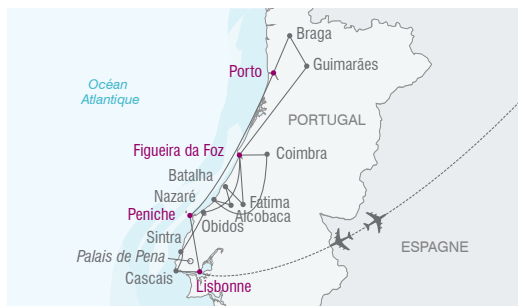 Braga
Porto
Guimarães
Océan
Atlantique
PORTUGAL
Figueira da Foz
Coimbra
Batalha
Nazaré
Fatima
Peniche
Alcobaca
Obidos
Sintra
ESPAGNE
Palais de Pena
Cascais
Lisbonne